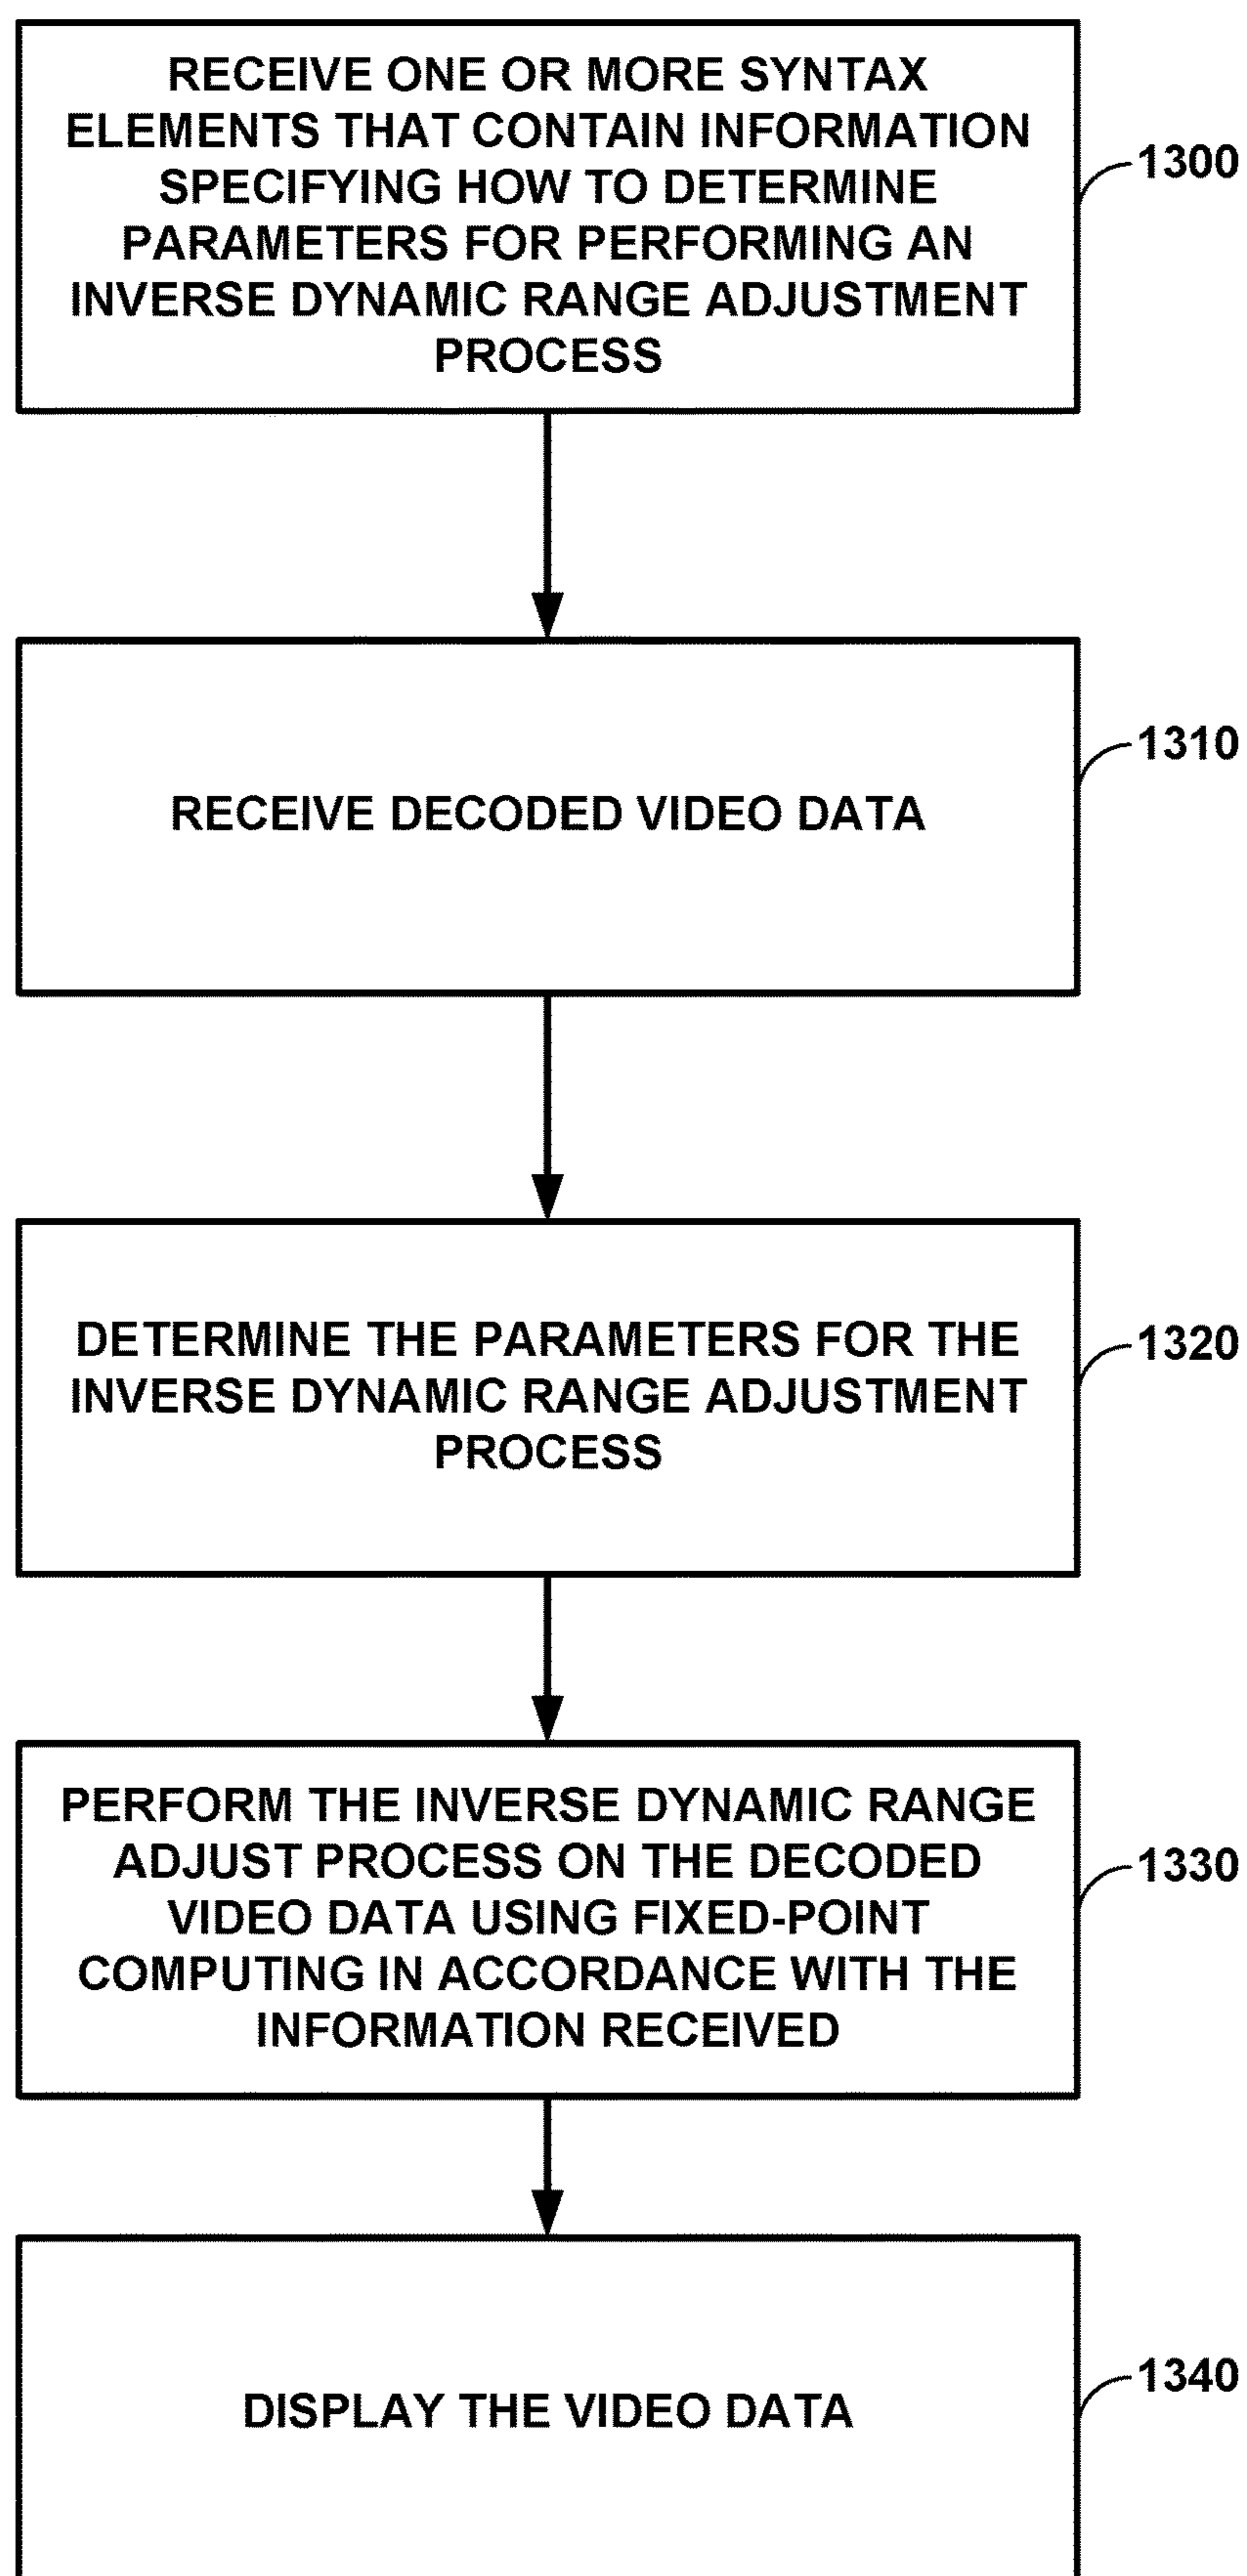 RECEIVE ONE OR MORE SYNTAX
ELEMENTS THAT CONTAIN INFORMATION
SPECIFYING HOW TO DETERMINE
PARAMETERS FOR PERFORMING AN
INVERSE DYNAMIC RANGE ADJUSTMENT
PROCESS
1300
RECEIVE DECODED VIDEO DATA
1310
DETERMINE THE PARAMETERS FOR THE
INVERSE DYNAMIC RANGE ADJUSTMENT
PROCESS
1320
PERFORM THE INVERSE DYNAMIC RANGE
ADJUST PROCESS ON THE DECODED
VIDEO DATA USING FIXED-POINT
COMPUTING IN ACCORDANCE WITH THE
INFORMATION RECEIVED
1330
DISPLAY THE VIDEO DATA
1340